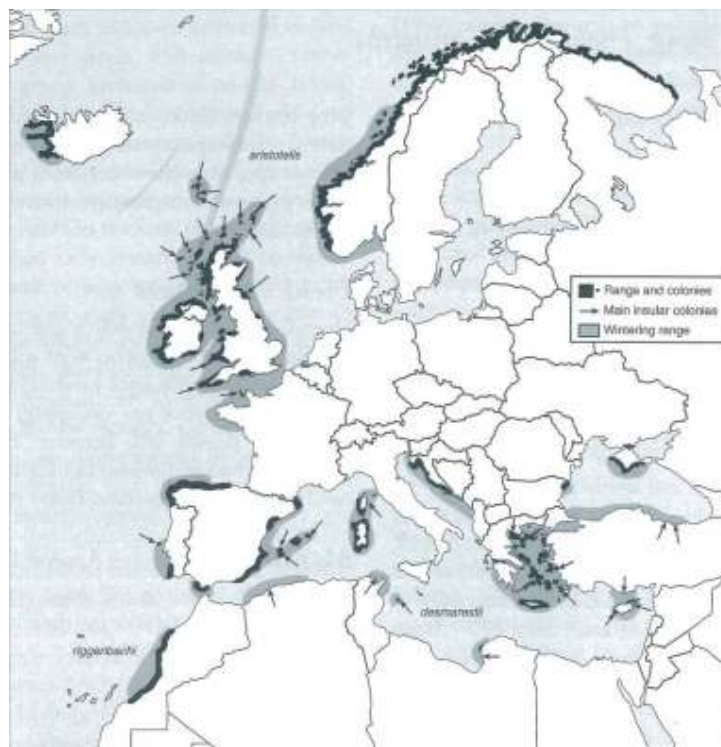 aristotelis
Range and colonies
Main insular colonies
Wintering range
desmarestii
riggenbachi